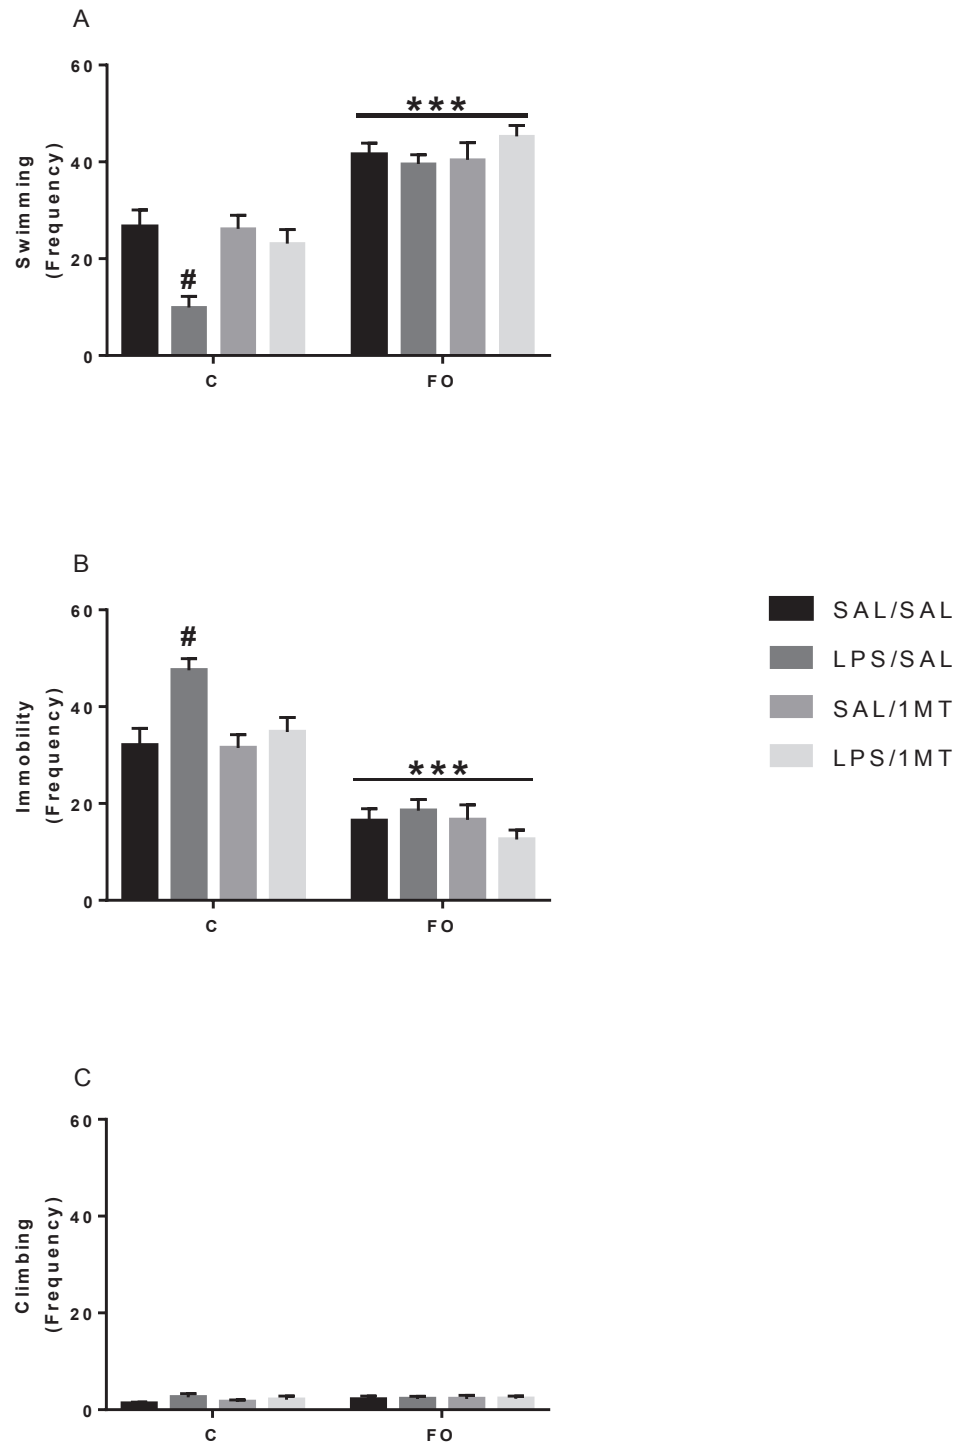 A
60
40
20
0
Swimming
(Frequency)
***
#
C
FO
B
60
40
20
0
Immobility
(Frequency)
#
***
C
FO
SAL/SAL
LPS/SAL
SAL/1MT
LPS/1MT
C
60
40
20
0
Climbing
(Frequency)
C
FO